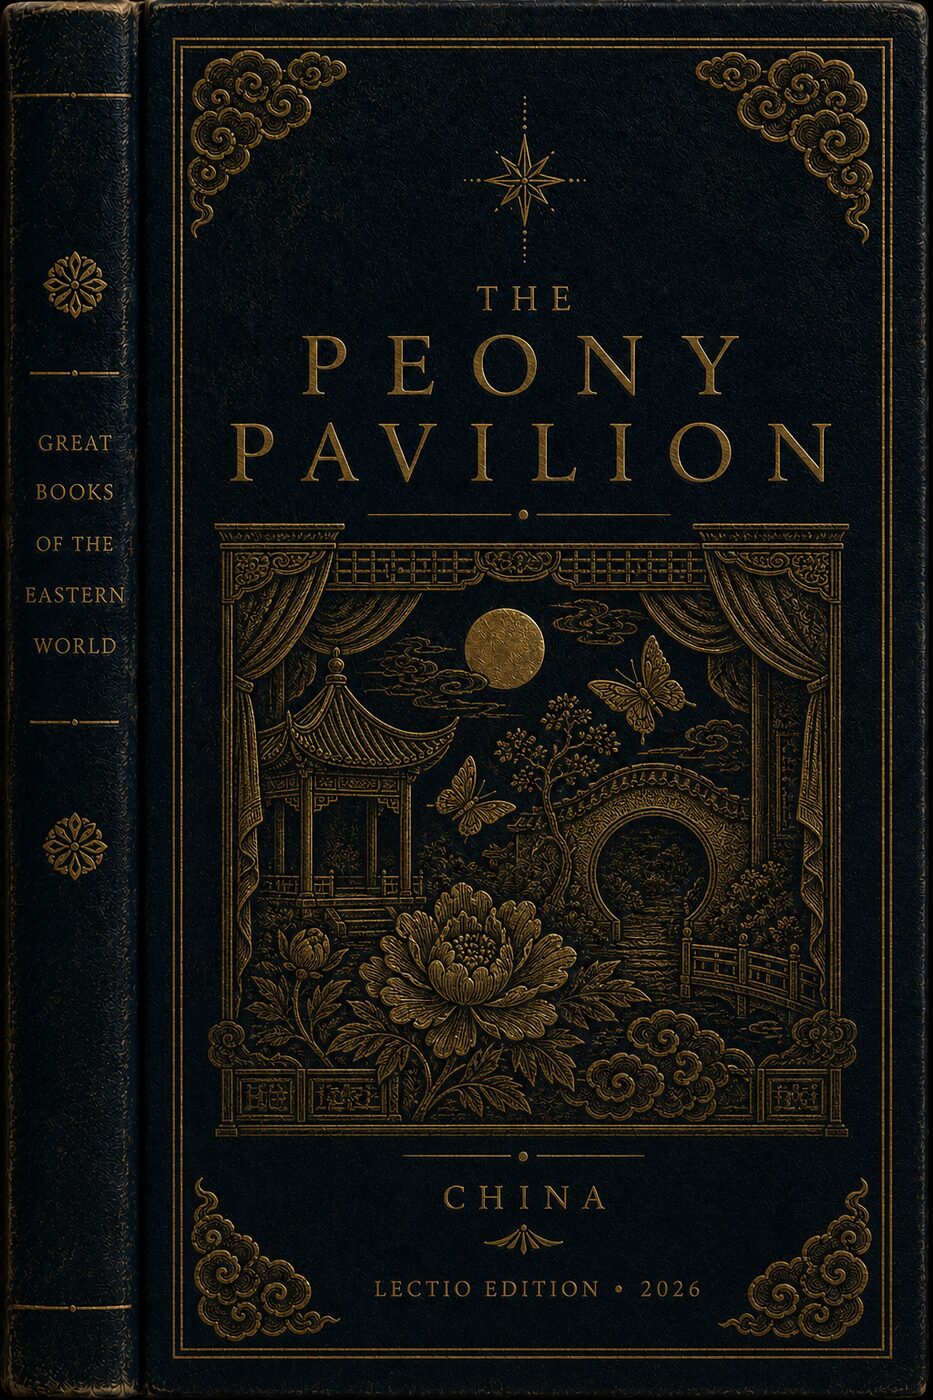 GREAT
BOOKS
OF THE
EASTERN
WORLD
THE
PEONY
PAVILION
CHINA
LECTIO EDITION • 2026